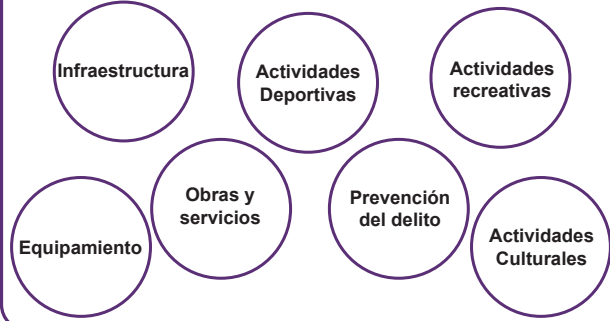 Infraestructura
Actividades
Deportivas
Actividades
recreativas
Equipamiento
Obras y
servicios
Prevención
del delito
Actividades
Culturales